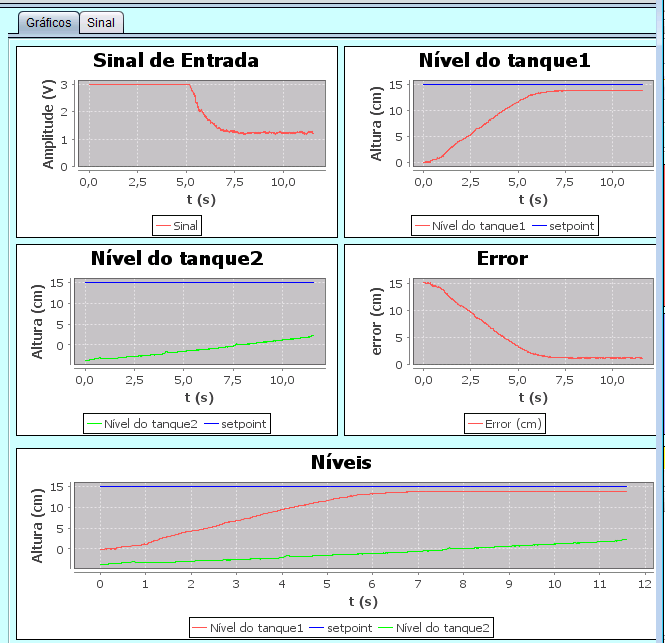 Gráficos Sinal
Sinal de Entrada
Amplitude (V)
3
2
1
0
0,0 2,5 5,0 7,5 10,0
t (s)
Sinal
Nível do tanque1
Altura (cm)
15
10
5
0
0,0 2,5 5,0 7,5 10,0
t (s)
Nível do tanque1 setpoint
Nível do tanque2
Altura (cm)
15
10
5
0
0,0 2,5 5,0 7,5 10,0
t (s)
Nível do tanque2 setpoint
Error
error (cm)
15
10
5
0
0,0 2,5 5,0 7,5 10,0
t (s)
Error (cm)
Níveis
Altura (cm)
15
10
5
0
0 1 2 3 4 5 6 7 8 9 10 11 12
t (s)
Nível do tanque1 setpoint Nível do tanque2